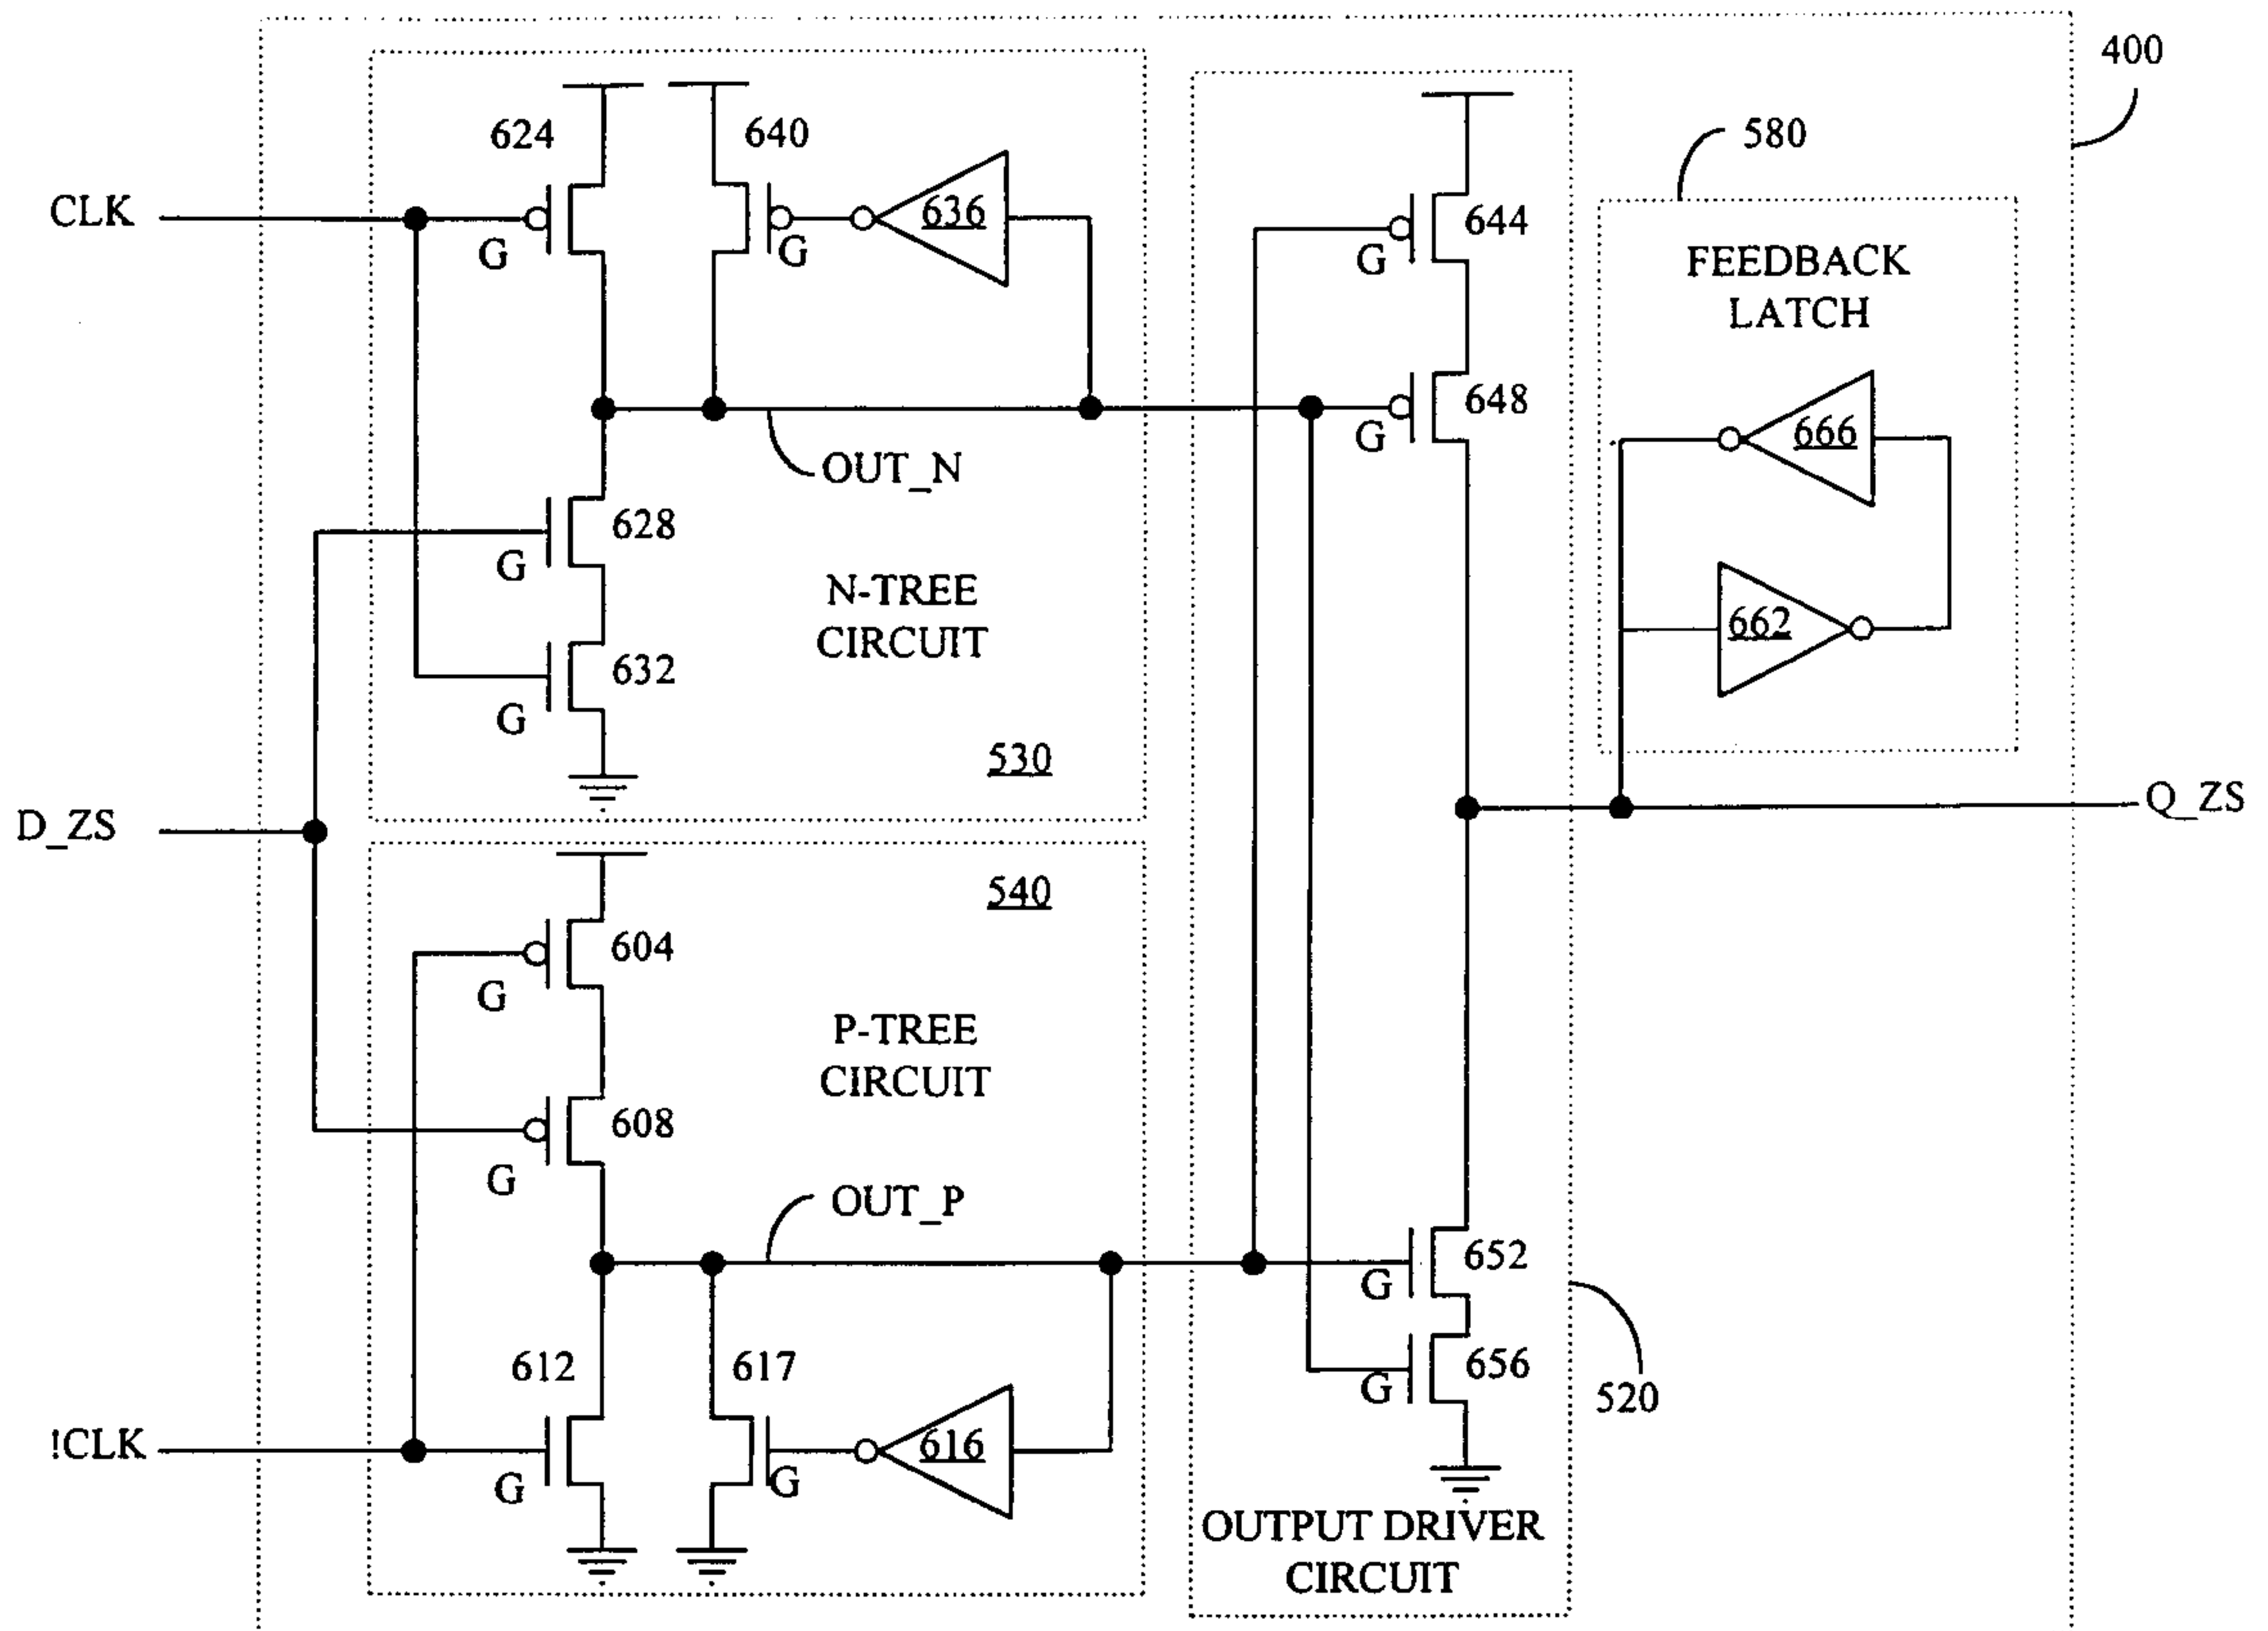 400
580
624
640
CLK
636
G
G
644
G
FEEDBACK
LATCH
648
G
666
OUT_N
628
G
N-TREE
CIRCUIT
632
G
662
530
D_ZS
Q_ZS
540
604
G
P-TREE
CIRCUIT
608
G
OUT_P
652
G
612
617
656
G
520
!CLK
616
G
G
OUTPUT DRIVER
CIRCUIT